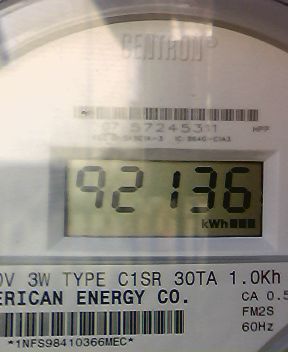 CENTRON®
57245311
HPP
92136
kWh
0V 3W TYPE C1SR 30TA 1.0Kh
ERICAN ENERGY CO.
CA 0.5
FM2S
60Hz
*1NFS98410366MEC*